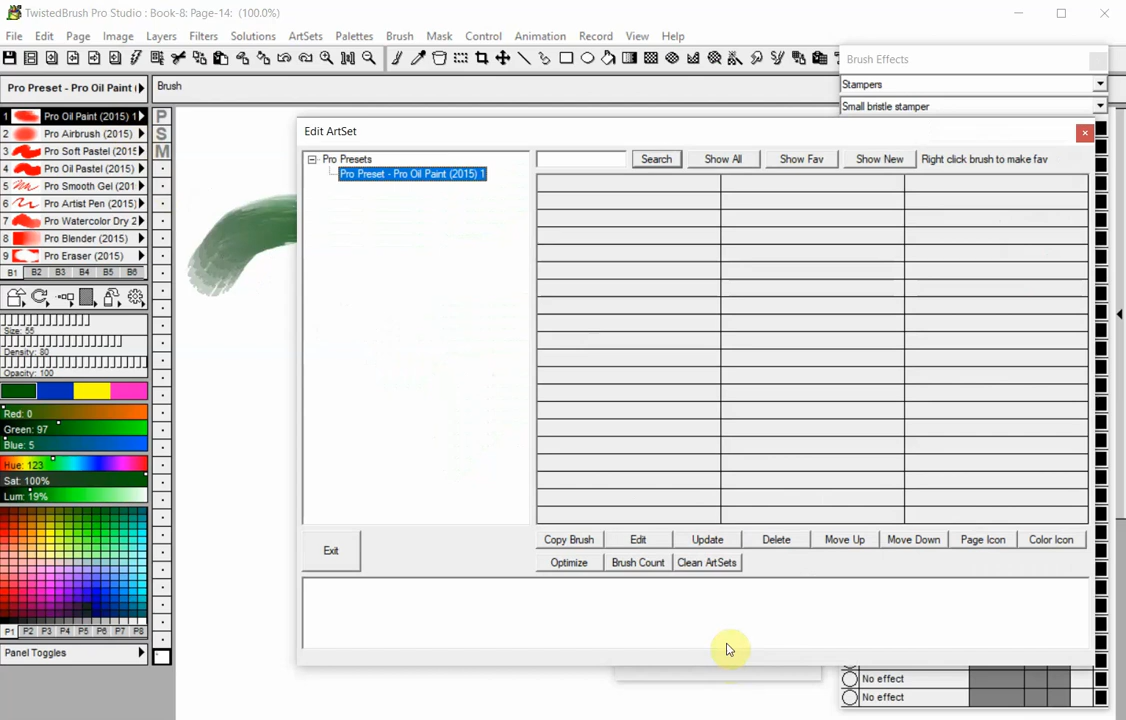 TwistedBrush Pro Studio : Book-8: Page-14: (100.0%)
File Edit Page Image Layers Filters Solutions ArtSets Palettes Brush Mask Control Animation Record View Help
Pro Preset - Pro Oil Paint (
Brush
Brush Effects
Stampers
Small bristle stamper
1 Pro Oil Paint (2015) 1
2 Pro Airbrush (2015)
3 Pro Soft Pastel (2015
4 Pro Oil Pastel (2015)
5 Pro Smooth Gel (201
6 Pro Artist Pen (2015)
7 Pro Watercolor Dry 2
8 Pro Blender (2015)
9 Pro Eraser (2015)
B1 B2 B3 B4 B5 B6
P
S
M
Size: 55
Density: 80
Opacity: 100
Red: 0
Green: 97
Blue: 5
Hue: 123
Sat: 100%
Lum: 19%
P1 P2 P3 P4 P5 P6 P7 P8
Panel Toggles
Edit ArtSet
Pro Presets
Pro Preset - Pro Oil Paint (2015) 1
Search Show All Show Fav Show New Right click brush to make fav
Exit
Copy Brush Edit Update Delete Move Up Move Down Page Icon Color Icon
Optimize Brush Count Clean ArtSets
No effect
No effect